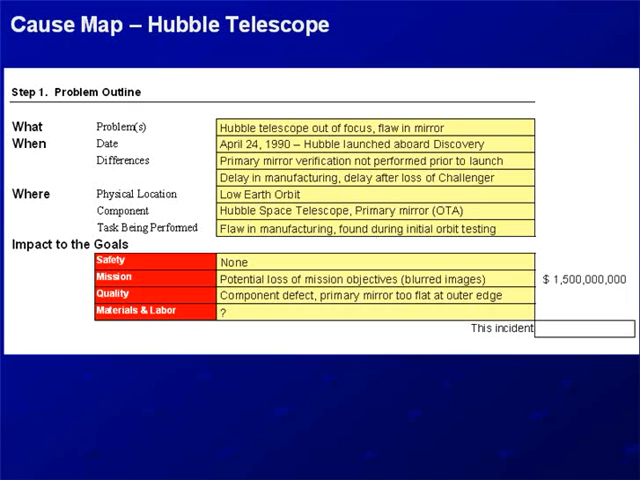 Cause Map – Hubble Telescope
Step 1. Problem Outline
What Problem(s) Hubble telescope out of focus, flaw in mirror
When Date April 24, 1990 – Hubble launched aboard Discovery
Differences Primary mirror verification not performed prior to launch
Delay in manufacturing, delay after loss of Challenger
Where Physical Location Low Earth Orbit
Component Hubble Space Telescope, Primary mirror (OTA)
Task Being Performed Flaw in manufacturing, found during initial orbit testing
Impact to the Goals
Safety None
Mission Potential loss of mission objectives (blurred images) $ 1,500,000,000
Quality Component defect, primary mirror too flat at outer edge
Materials & Labor ?
This incident